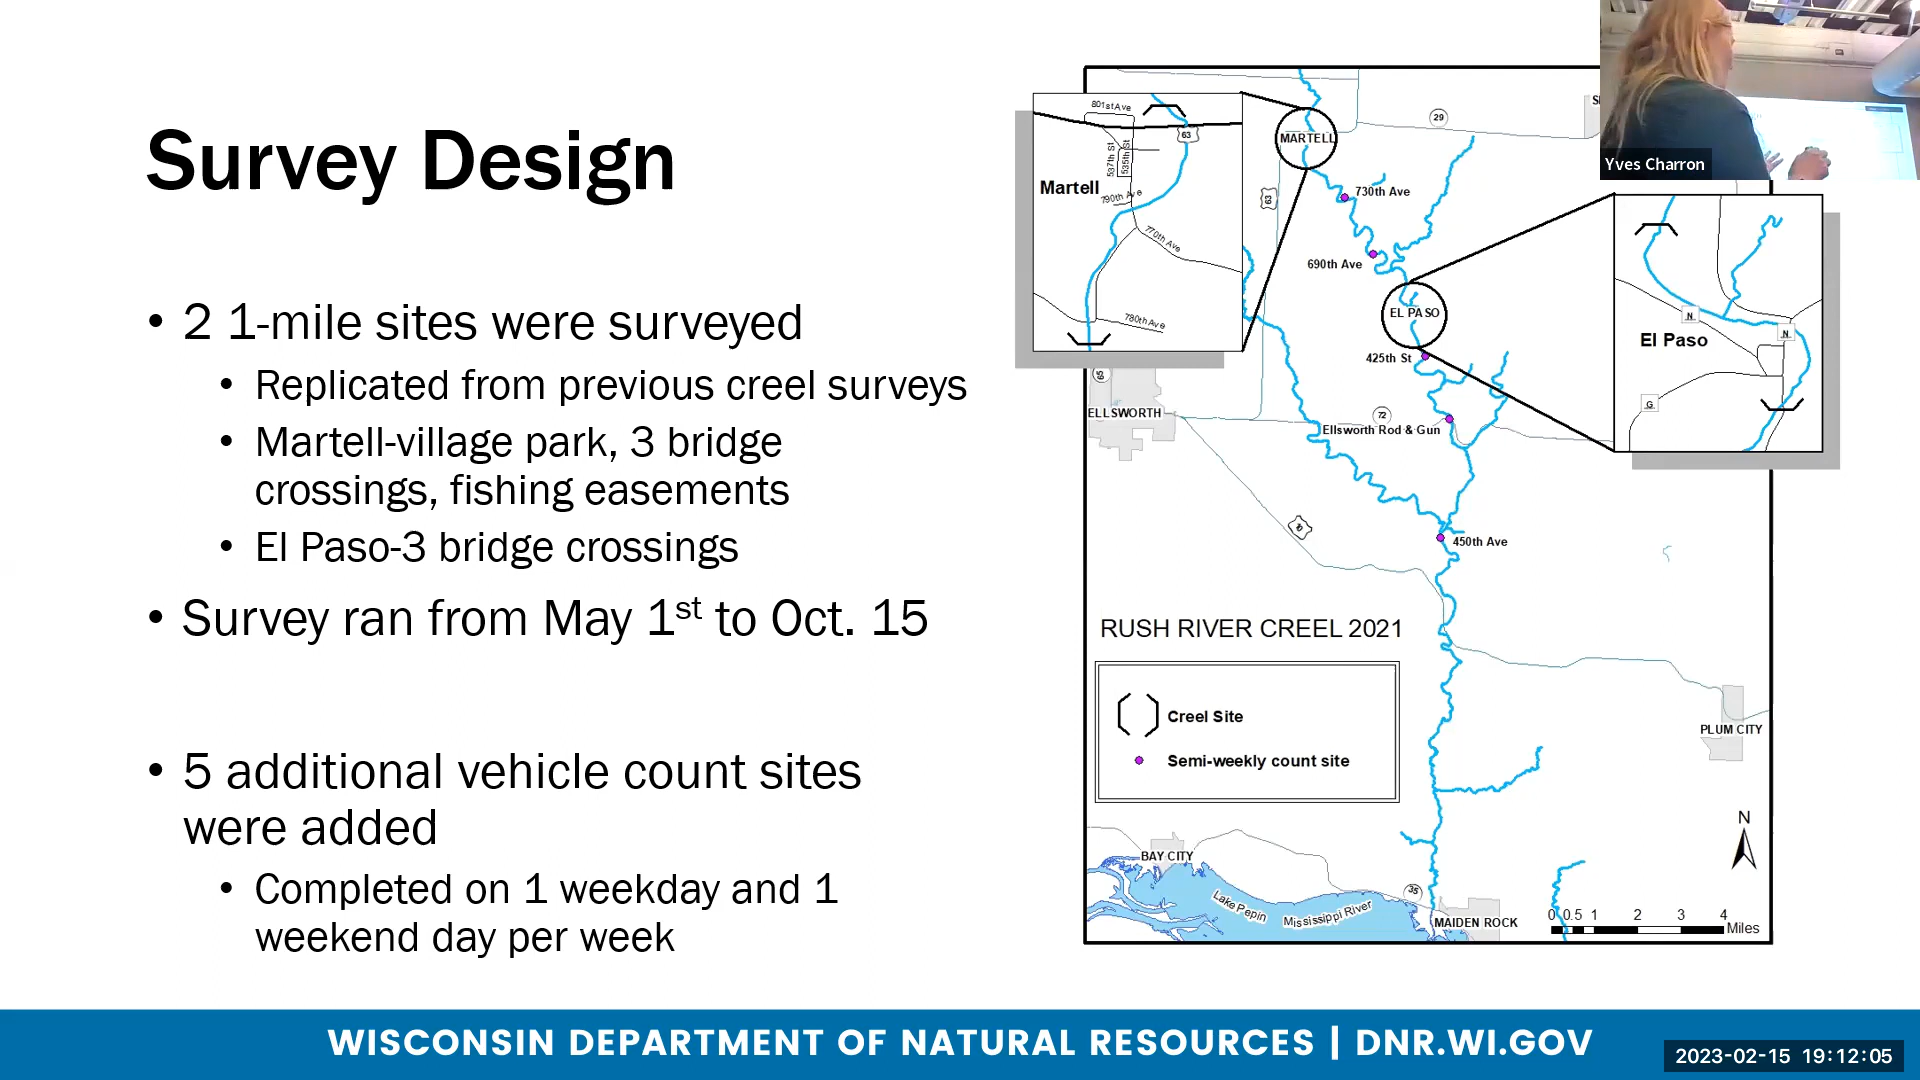 Survey Design
• 2 1-mile sites were surveyed
• Replicated from previous creel surveys
• Martell-village park, 3 bridge
crossings, fishing easements
• El Paso-3 bridge crossings
• Survey ran from May 1st to Oct. 15
• 5 additional vehicle count sites
were added
• Completed on 1 weekday and 1
weekend day per week
801st Ave
63
537th St
535th St
Martell
790th Ave
770th Ave
780th Ave
MARTELL
29
63
730th Ave
690th Ave
EL PASO
425th St
65
ELLSWORTH
72
Ellsworth Rod & Gun
450th Ave
N
N
El Paso
G
RUSH RIVER CREEL 2021
Creel Site
Semi-weekly count site
PLUM CITY
N
BAY CITY
Lake Pepin
Mississippi River
35
MAIDEN ROCK
0 0.5 1 2 3 4
Miles
Yves Charron
WISCONSIN DEPARTMENT OF NATURAL RESOURCES | DNR.WI.GOV
2023-02-15 19:12:05